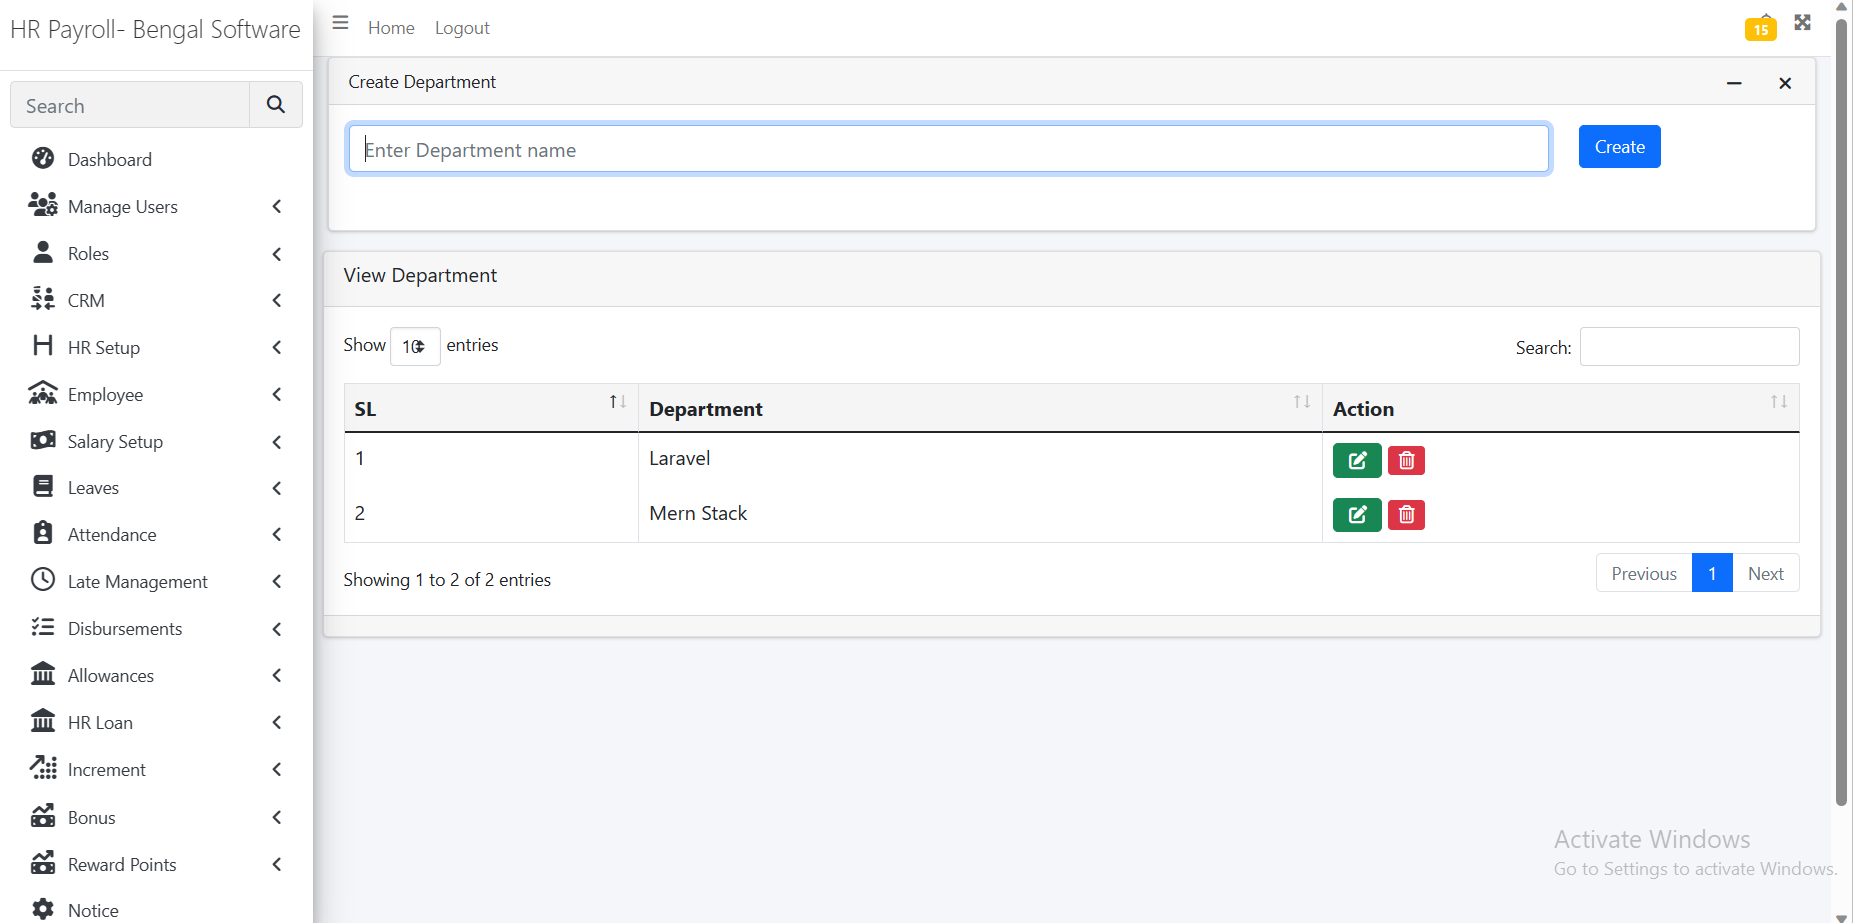 HR Payroll- Bengal Software
Home Logout
15
Search
Dashboard
Manage Users
Roles
CRM
HR Setup
Employee
Salary Setup
Leaves
Attendance
Late Management
Disbursements
Allowances
HR Loan
Increment
Bonus
Reward Points
Notice
Create Department
Enter Department name
Create
View Department
Show 10 entries
Search:
SL Department Action
1 Laravel
2 Mern Stack
Showing 1 to 2 of 2 entries
Previous 1 Next
Activate Windows
Go to Settings to activate Windows.